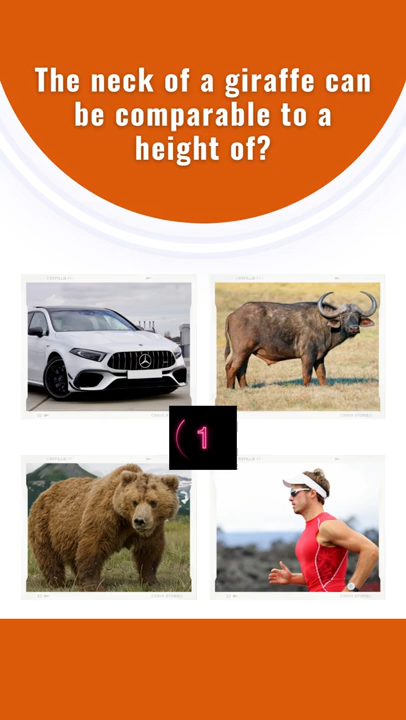 The neck of a giraffe can
be comparable to a
height of?
1